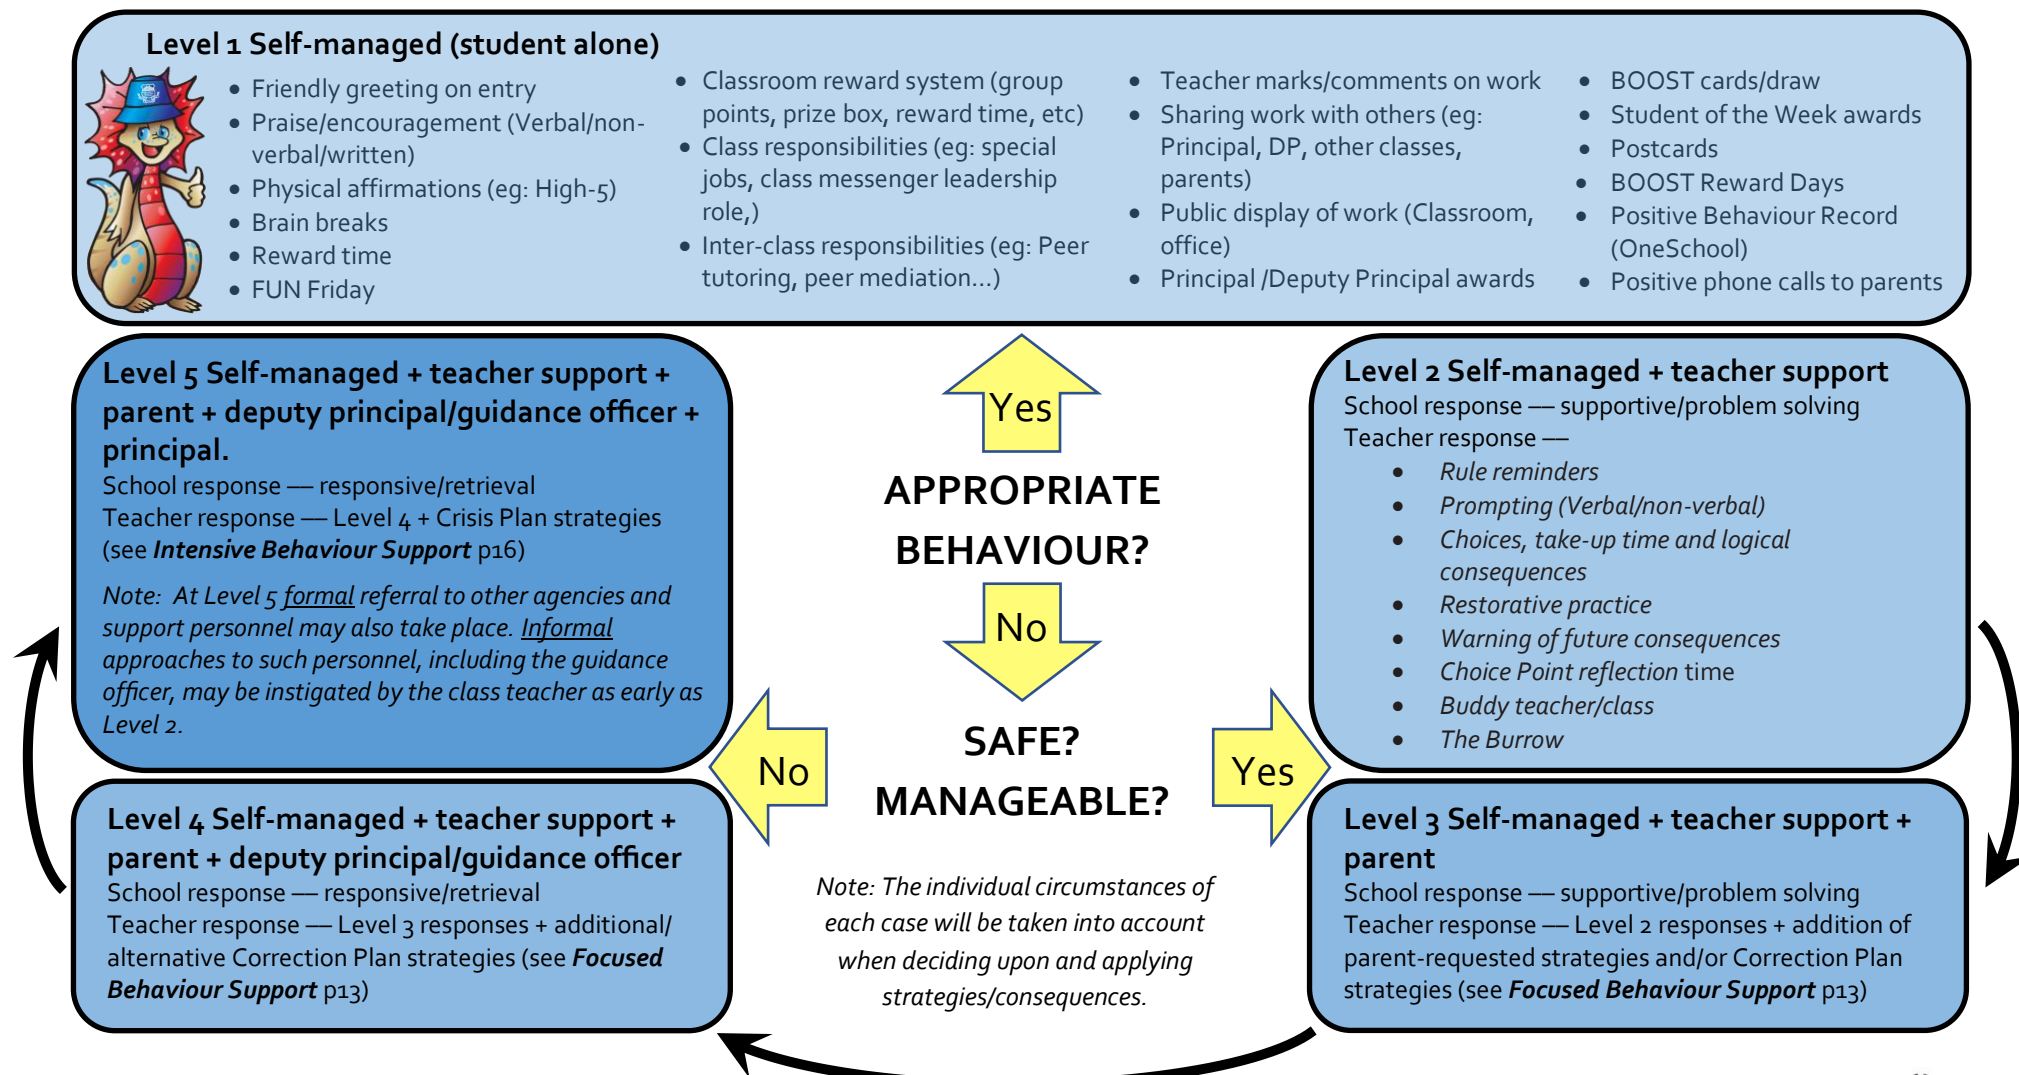 Level 1 Self-managed (student alone)
• Friendly greeting on entry
• Praise/encouragement (Verbal/non-
verbal/written)
• Physical affirmations (eg: High-5)
• Brain breaks
• Reward time
• FUN Friday
• Classroom reward system (group
points, prize box, reward time, etc)
• Class responsibilities (eg: special
jobs, class messenger leadership
role,)
• Inter-class responsibilities (eg: Peer
tutoring, peer mediation...)
• Teacher marks/comments on work
• Sharing work with others (eg:
Principal, DP, other classes,
parents)
• Public display of work (Classroom,
office)
• Principal /Deputy Principal awards
• BOOST cards/draw
• Student of the Week awards
• Postcards
• BOOST Reward Days
• Positive Behaviour Record
(OneSchool)
• Positive phone calls to parents
Yes
APPROPRIATE
BEHAVIOUR?
No
SAFE?
MANAGEABLE?
No
Yes
Note: The individual circumstances of
each case will be taken into account
when deciding upon and applying
strategies/consequences.
Level 2 Self-managed + teacher support
School response — supportive/problem solving
Teacher response —
• Rule reminders
• Prompting (Verbal/non-verbal)
• Choices, take-up time and logical
consequences
• Restorative practice
• Warning of future consequences
• Choice Point reflection time
• Buddy teacher/class
• The Burrow
Level 3 Self-managed + teacher support +
parent
School response — supportive/problem solving
Teacher response — Level 2 responses + addition of
parent-requested strategies and/or Correction Plan
strategies (see Focused Behaviour Support p13)
Level 4 Self-managed + teacher support +
parent + deputy principal/guidance officer
School response — responsive/retrieval
Teacher response — Level 3 responses + additional/
alternative Correction Plan strategies (see Focused
Behaviour Support p13)
Level 5 Self-managed + teacher support +
parent + deputy principal/guidance officer +
principal.
School response — responsive/retrieval
Teacher response — Level 4 + Crisis Plan strategies
(see Intensive Behaviour Support p16)
Note: At Level 5 formal referral to other agencies and
support personnel may also take place. Informal
approaches to such personnel, including the guidance
officer, may be instigated by the class teacher as early as
Level 2.